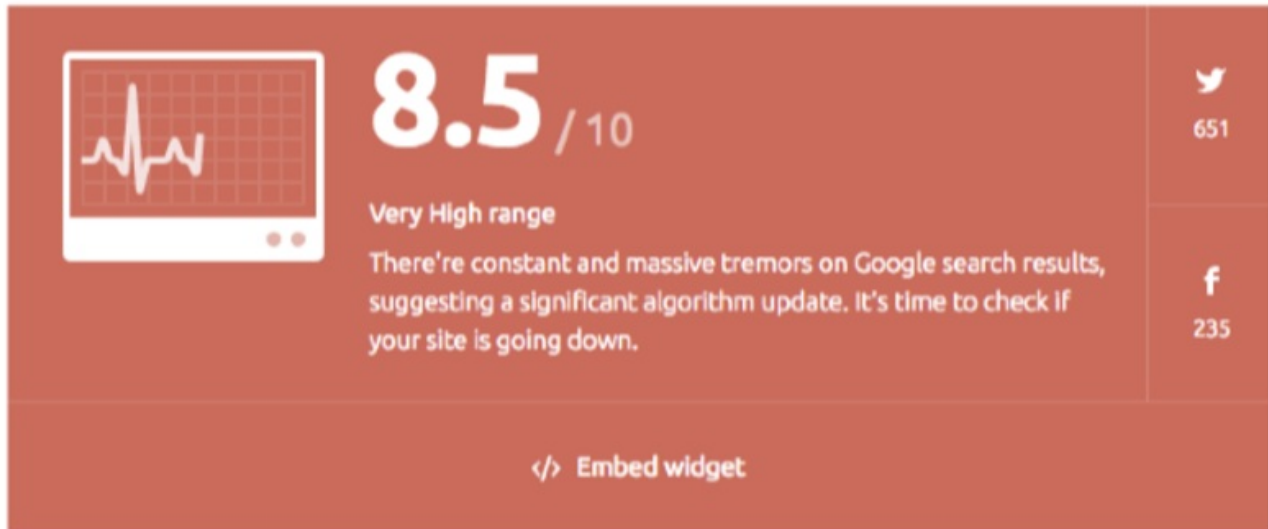 8.5 / 10
Very High range
There're constant and massive tremors on Google search results,
suggesting a significant algorithm update. It's time to check if
your site is going down.
651
235
</> Embed widget